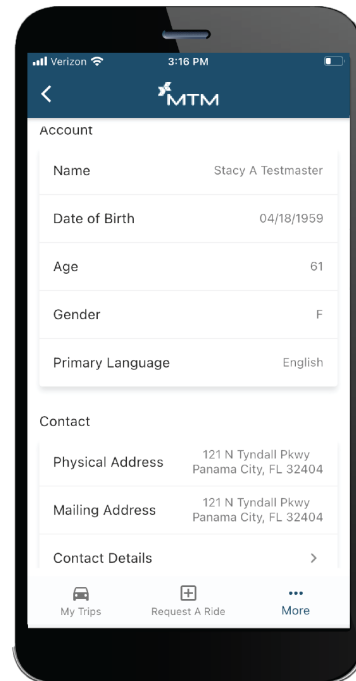 Verizon 3:16 PM
MTM
Account
Name Stacy A Testmaster
Date of Birth 04/18/1959
Age 61
Gender F
Primary Language English
Contact
Physical Address 121 N Tyndall Pkwy
Panama City, FL 32404
Mailing Address 121 N Tyndall Pkwy
Panama City, FL 32404
Contact Details
My Trips Request A Ride More